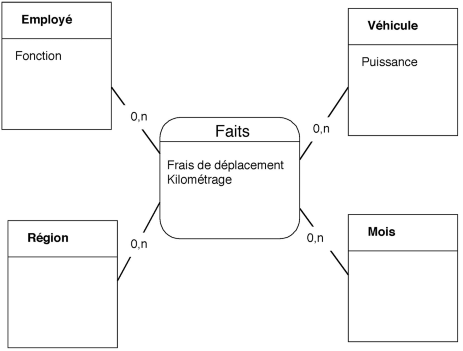 Employé
Fonction
Véhicule
Puissance
0,n
0,n
Faits
Frais de déplacement
Kilométrage
Région
0,n
0,n
Mois